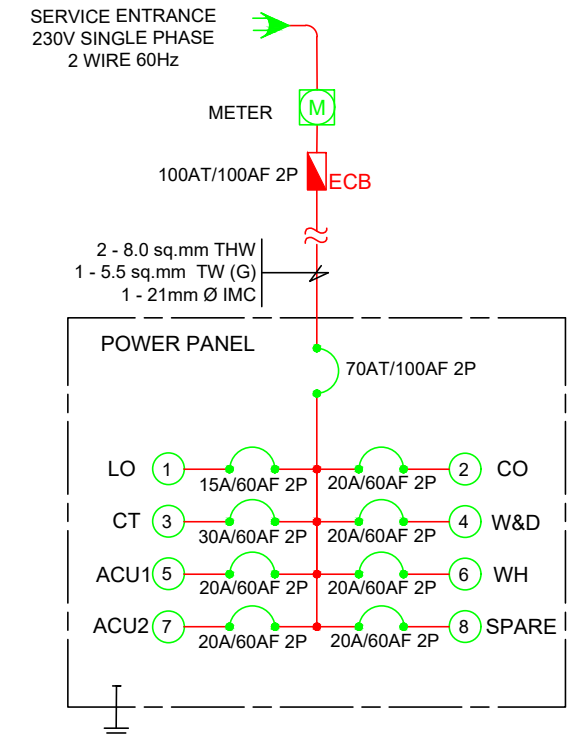 SERVICE ENTRANCE
230V SINGLE PHASE
2 WIRE 60Hz
METER
M
100AT/100AF 2P
ECB
2 - 8.0 sq.mm THW
1 - 5.5 sq.mm TW (G)
1 - 21mm Ø IMC
POWER PANEL
70AT/100AF 2P
LO 1 15A/60AF 2P 20A/60AF 2P 2 CO
CT 3 30A/60AF 2P 20A/60AF 2P 4 W&D
ACU1 5 20A/60AF 2P 20A/60AF 2P 6 WH
ACU2 7 20A/60AF 2P 20A/60AF 2P 8 SPARE